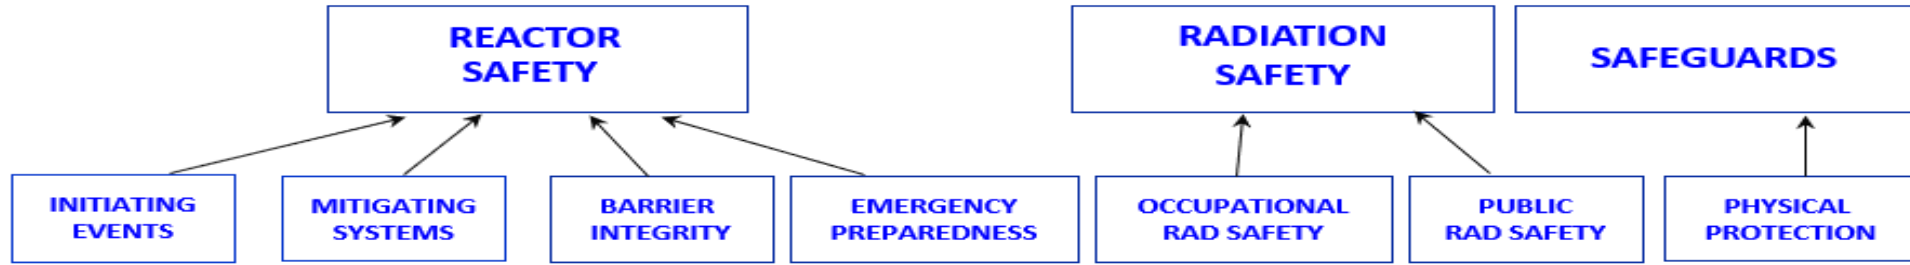 REACTOR
SAFETY
RADIATION
SAFETY
SAFEGUARDS
INITIATING
EVENTS
MITIGATING
SYSTEMS
BARRIER
INTEGRITY
EMERGENCY
PREPAREDNESS
OCCUPATIONAL
RAD SAFETY
PUBLIC
RAD SAFETY
PHYSICAL
PROTECTION